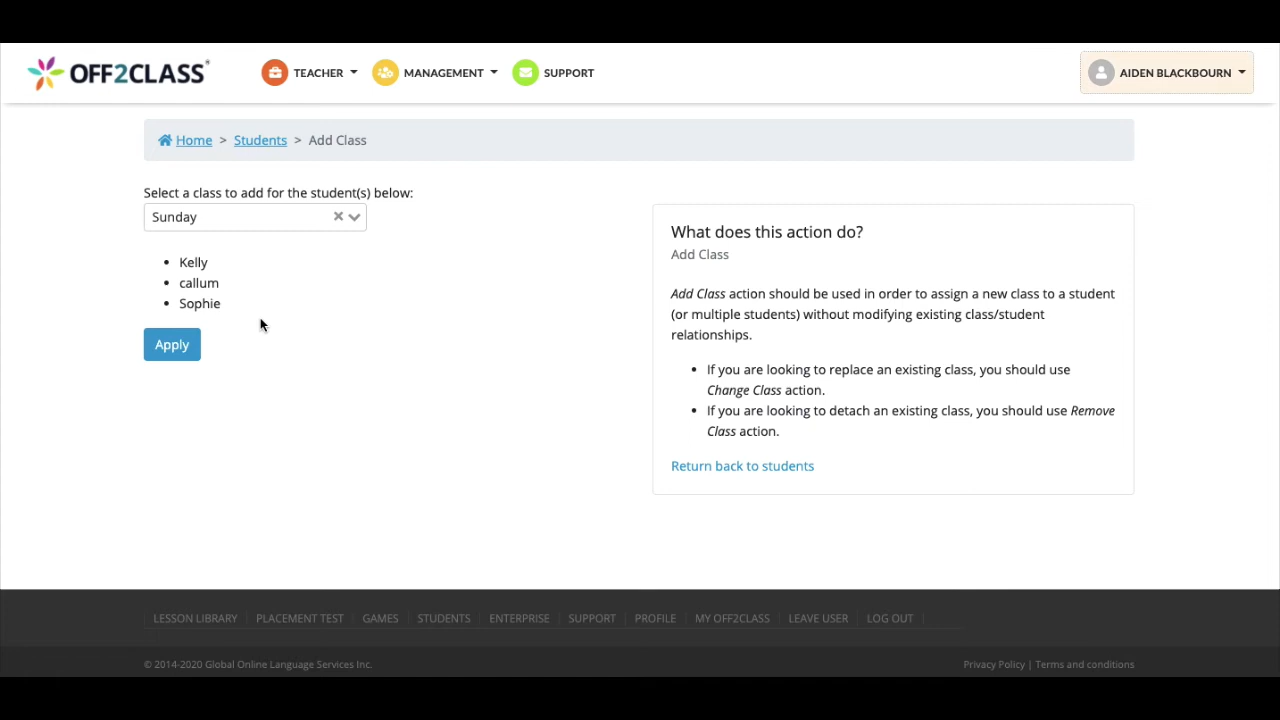 OFF2CLASS®
TEACHER
MANAGEMENT
SUPPORT
AIDEN BLACKBOURN
Home > Students > Add Class
Select a class to add for the student(s) below:
Sunday
• Kelly
• callum
• Sophie
Apply
What does this action do?
Add Class
Add Class action should be used in order to assign a new class to a student
(or multiple students) without modifying existing class/student
relationships.
• If you are looking to replace an existing class, you should use
Change Class action.
• If you are looking to detach an existing class, you should use Remove
Class action.
Return back to students
LESSON LIBRARY
PLACEMENT TEST
GAMES
STUDENTS
ENTERPRISE
SUPPORT
PROFILE
MY OFF2CLASS
LEAVE USER
LOG OUT
© 2014-2020 Global Online Language Services Inc.
Privacy Policy | Terms and conditions